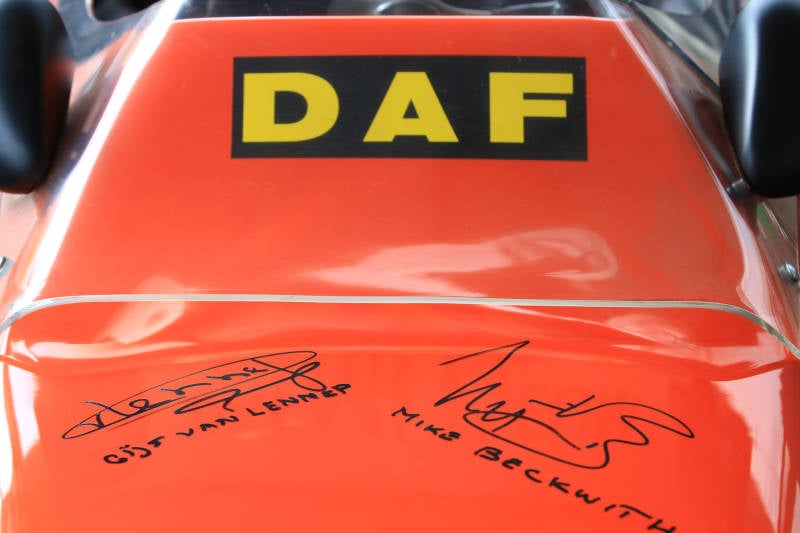 DAF
GIJS VAN LENNEP
MIKE BECKWITH